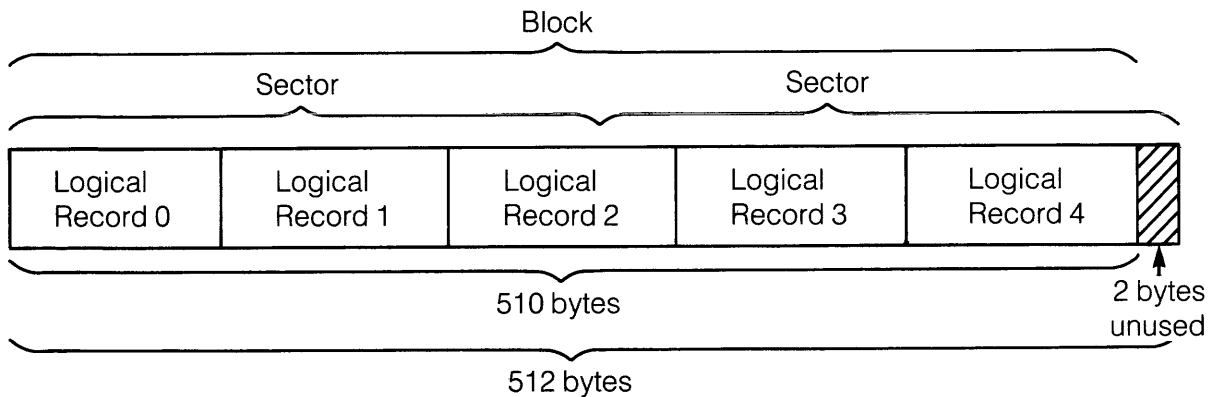 Block
Sector
Sector
Logical
Record 0
Logical
Record 1
Logical
Record 2
Logical
Record 3
Logical
Record 4
510 bytes
2 bytes
unused
512 bytes